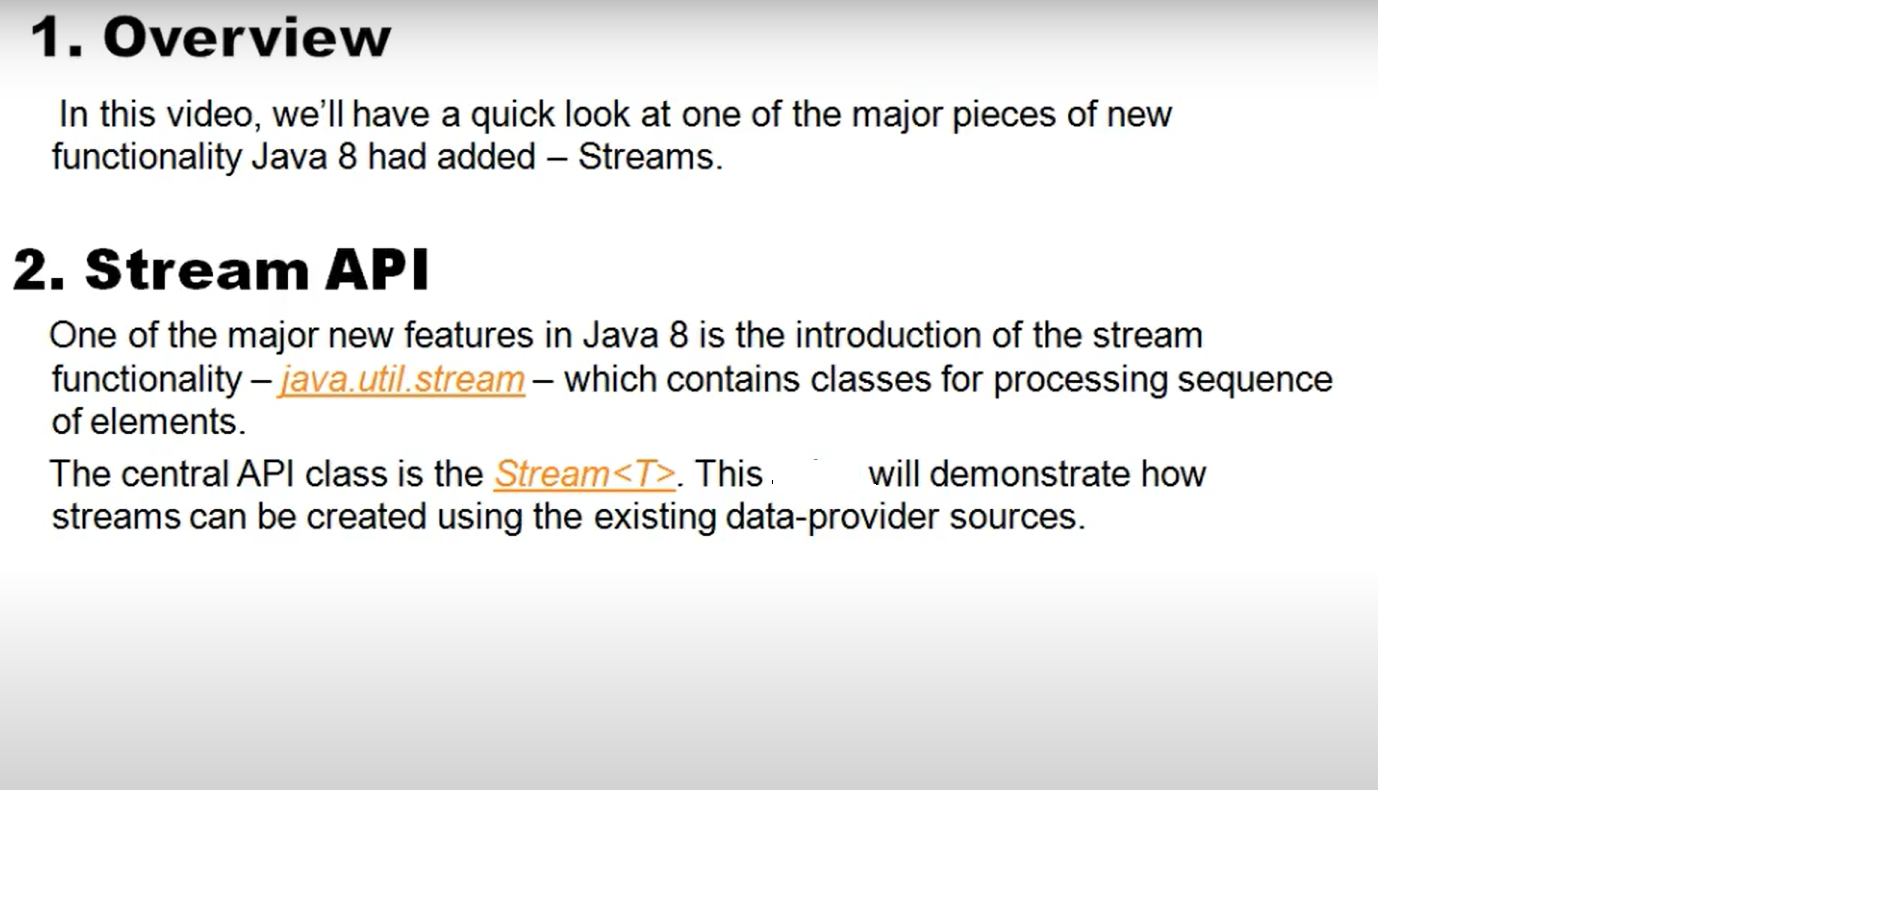 1. Overview
In this video, we'll have a quick look at one of the major pieces of new
functionality Java 8 had added – Streams.
2. Stream API
One of the major new features in Java 8 is the introduction of the stream
functionality – java.util.stream – which contains classes for processing sequence
of elements.
The central API class is the Stream<T>. This will demonstrate how
streams can be created using the existing data-provider sources.